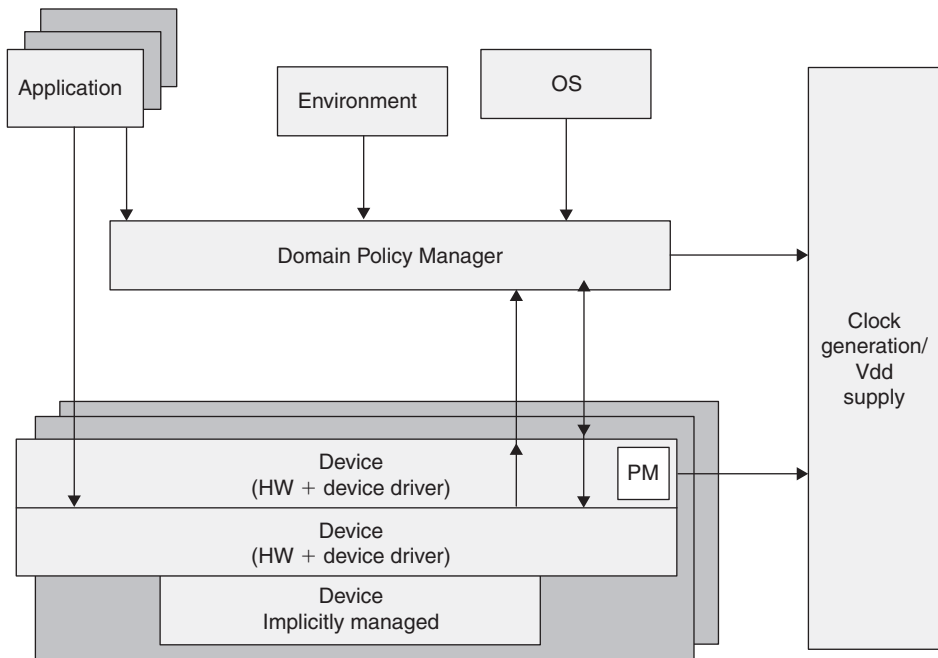 Application
Environment
OS
Domain Policy Manager
Clock
generation/
Vdd
supply
Device
(HW + device driver)
PM
Device
(HW + device driver)
Device
Implicitly managed